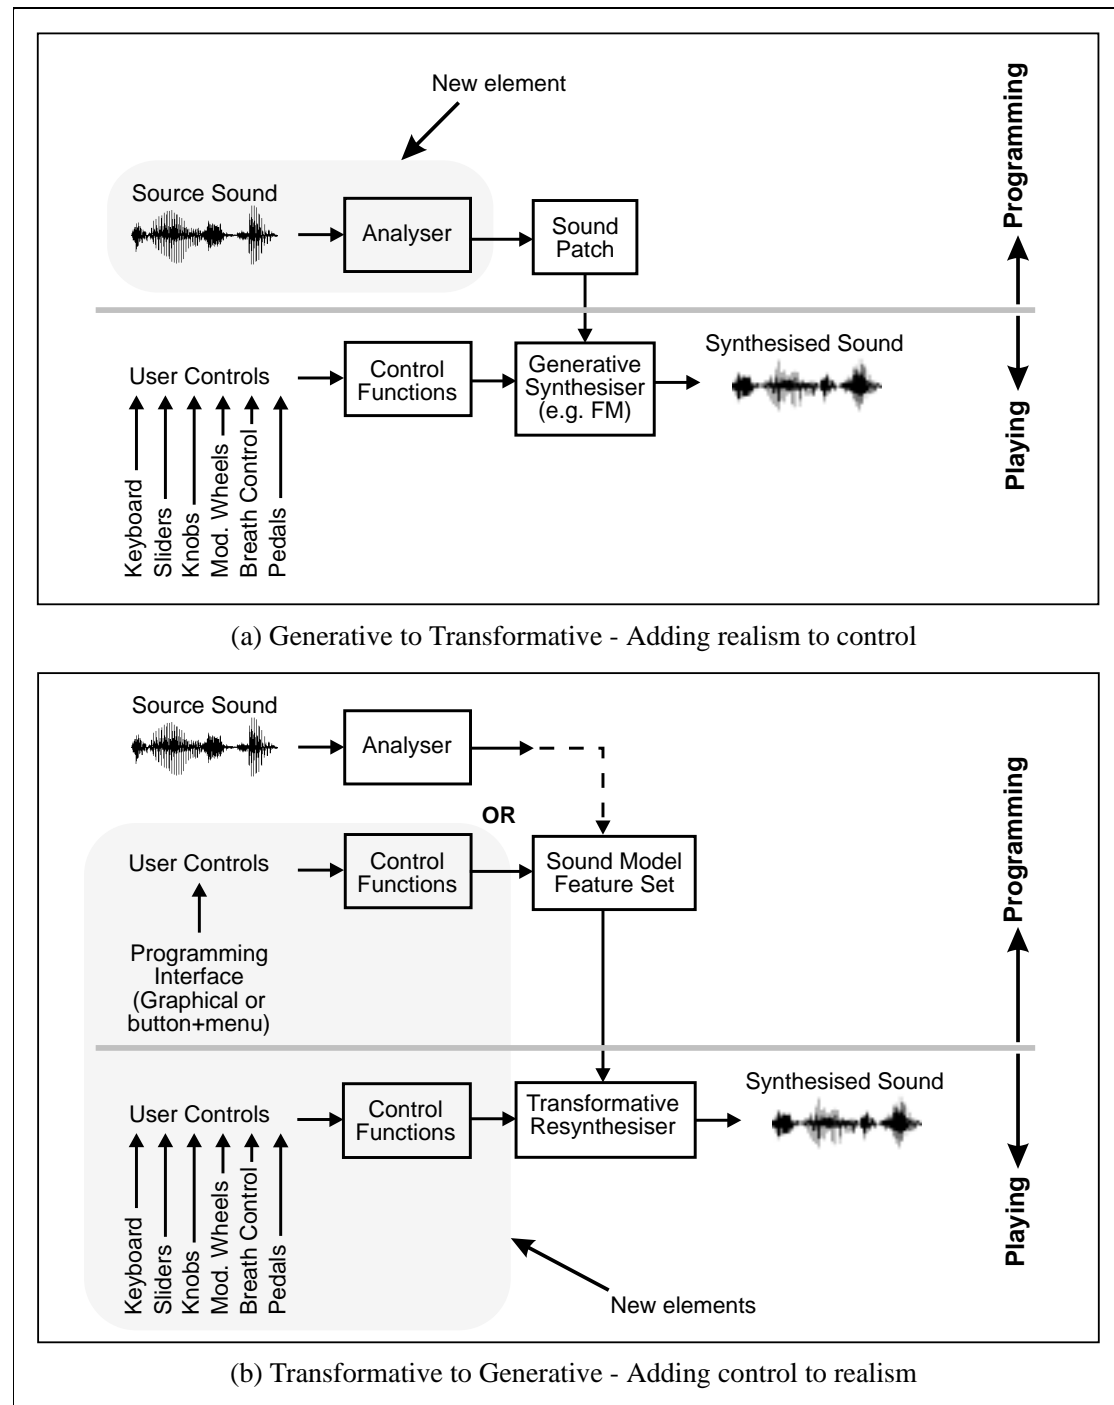 New element
Source Sound
Analyser
Sound
Patch
Programming
User Controls
Control
Functions
Generative
Synthesiser
(e.g. FM)
Synthesised Sound
Playing
Keyboard
Sliders
Knobs
Mod. Wheels
Breath Control
Pedals
(a) Generative to Transformative - Adding realism to control
Source Sound
Analyser
OR
User Controls
Control
Functions
Sound Model
Feature Set
Programming
Programming
Interface
(Graphical or
button+menu)
User Controls
Control
Functions
Transformative
Resynthesiser
Synthesised Sound
Playing
Keyboard
Sliders
Knobs
Mod. Wheels
Breath Control
Pedals
New elements
(b) Transformative to Generative - Adding control to realism